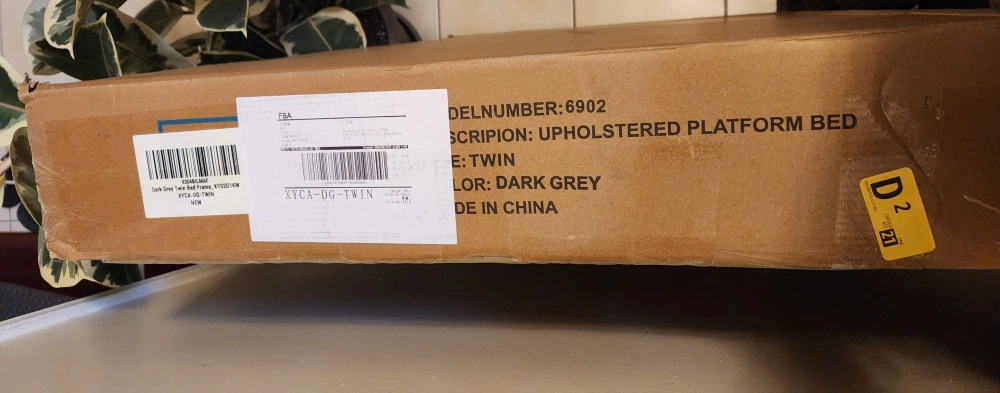 FBA
XYCA-DG-TWIN
Dark Grey Twin Bed Frame, XY02G1KW
XYCA-DG-TWIN
NEW
DELNUMBER:6902
SCRIPION: UPHOLSTERED PLATFORM BED
E: TWIN
LOR: DARK GREY
DE IN CHINA
D 2
21